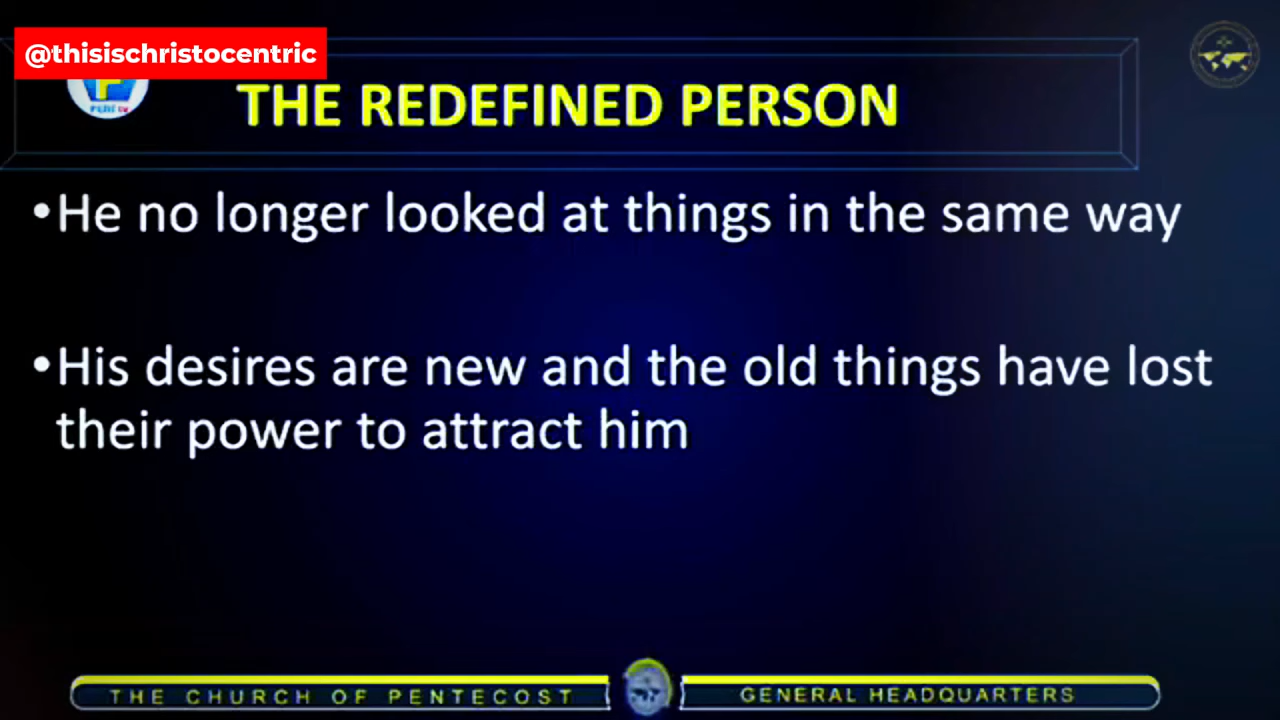 @thisischristocentric
THE REDEFINED PERSON
•He no longer looked at things in the same way
•His desires are new and the old things have lost
their power to attract him
THE CHURCH OF PENTECOST
GENERAL HEADQUARTERS